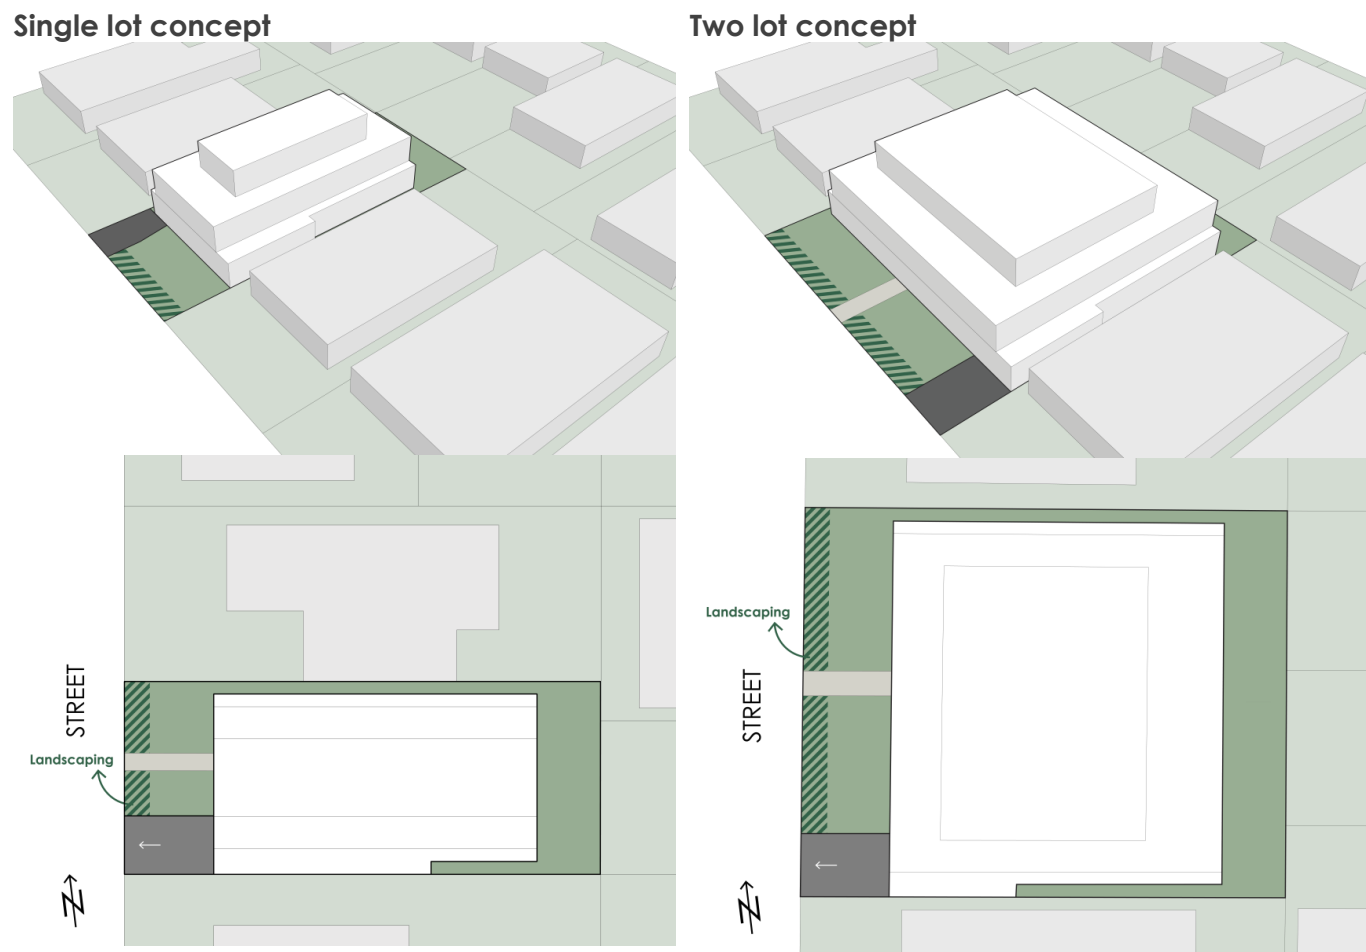 Single lot concept
Two lot concept
STREET
Landscaping
N
Landscaping
STREET
N